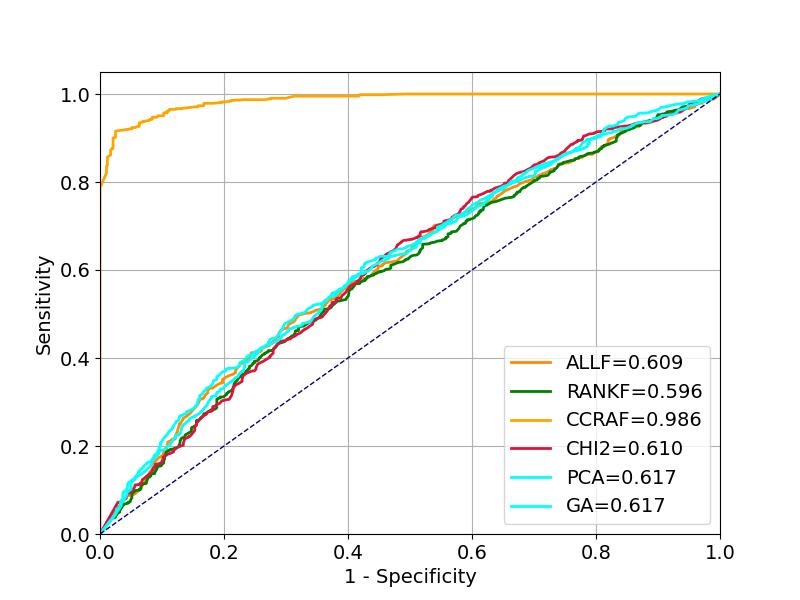 Sensitivity
1.0
0.8
0.6
0.4
0.2
0.0
ALLF=0.609
RANKF=0.596
CCRAF=0.986
CHI2=0.610
PCA=0.617
GA=0.617
0.0 0.2 0.4 0.6 0.8 1.0
1 - Specificity